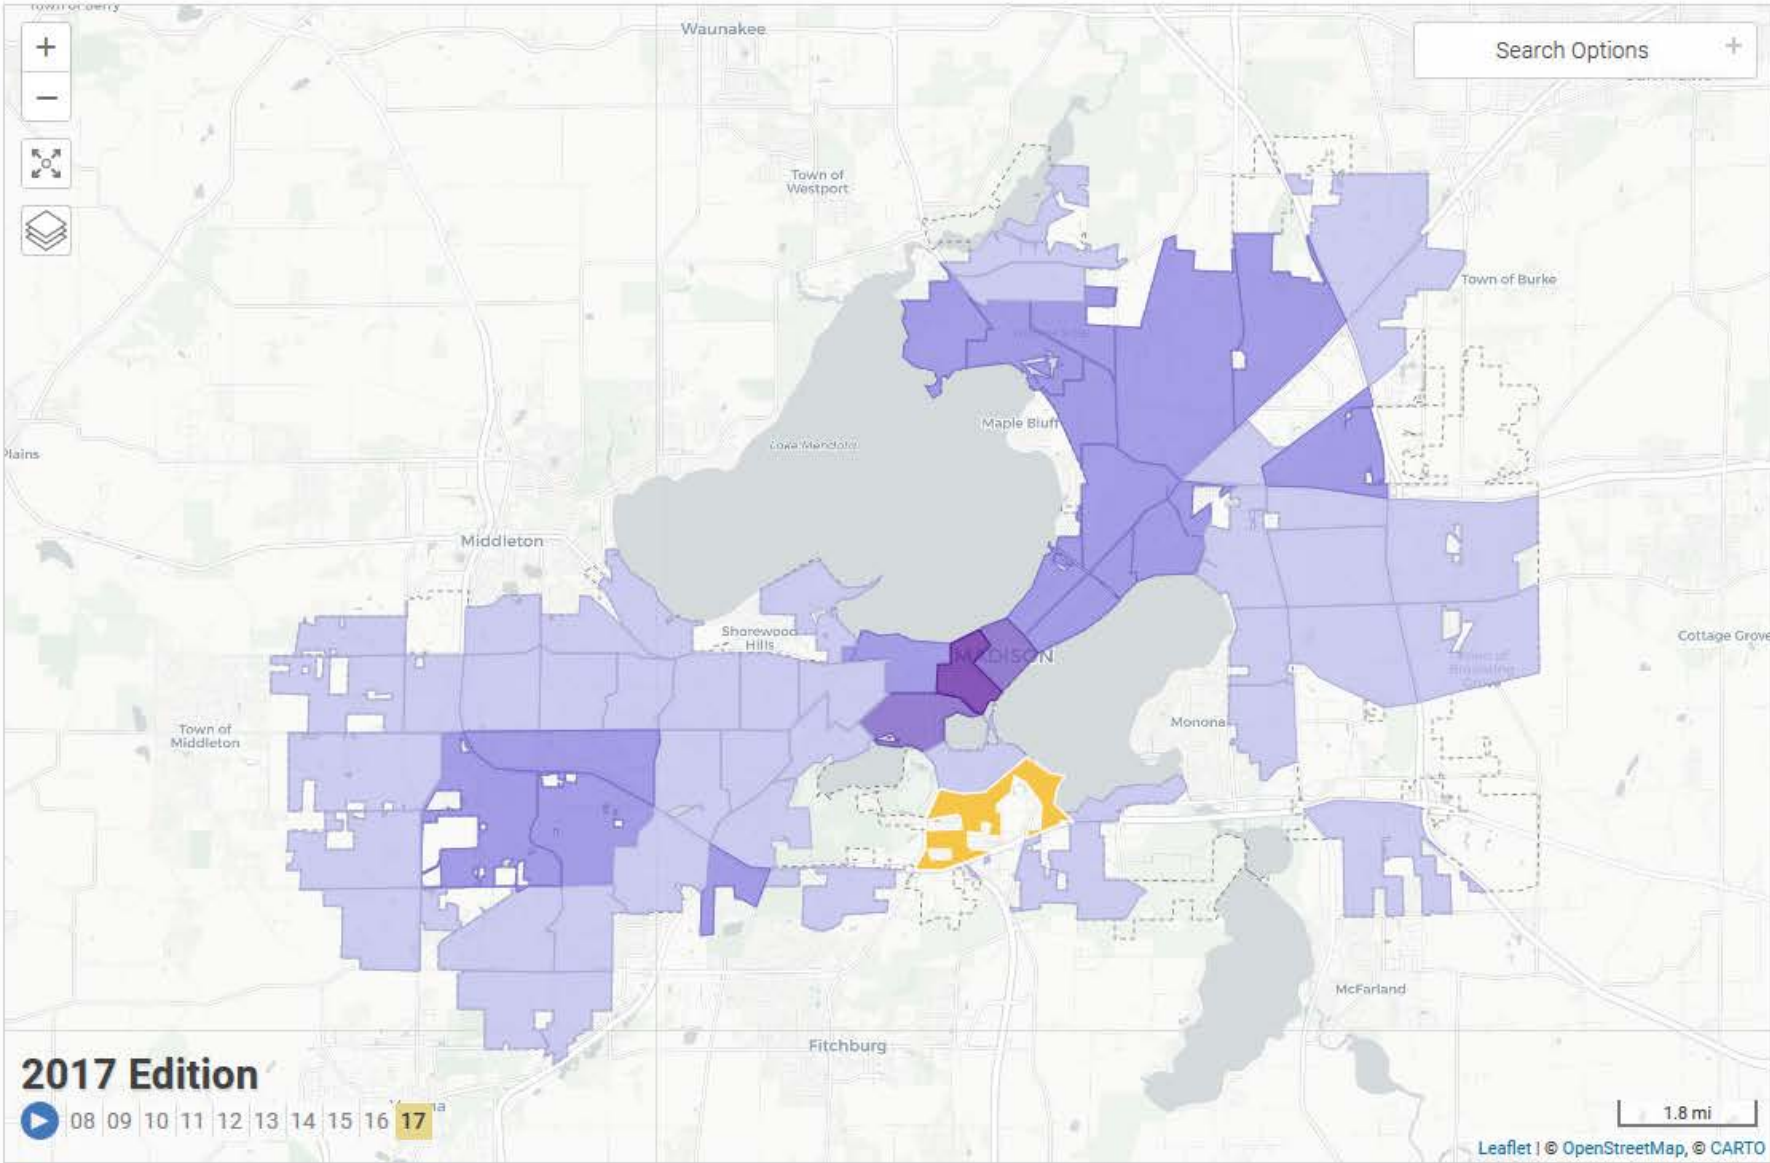 Waunakee
+
Search Options +
−
Town of
Westport
Town of Burke
Maple Bluff
Lake Mendota
Plains
Middleton
Shorewood
Hills
MADISON
Cottage Grove
Town of
Middleton
Monona
McFarland
Fitchburg
2017 Edition
08 09 10 11 12 13 14 15 16 17
1.8 mi
Leaflet | © OpenStreetMap, © CARTO